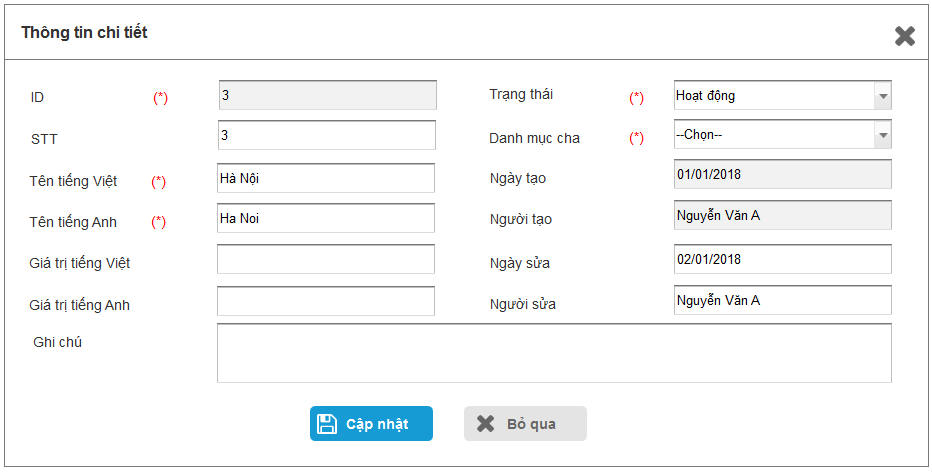 Thông tin chi tiết
ID (*) 3
Trạng thái (*) Hoạt động
STT 3
Danh mục cha (*) --Chọn--
Tên tiếng Việt (*) Hà Nội
Ngày tạo 01/01/2018
Tên tiếng Anh (*) Ha Noi
Người tạo Nguyễn Văn A
Giá trị tiếng Việt
Ngày sửa 02/01/2018
Giá trị tiếng Anh
Người sửa Nguyễn Văn A
Ghi chú
Cập nhật
Bỏ qua